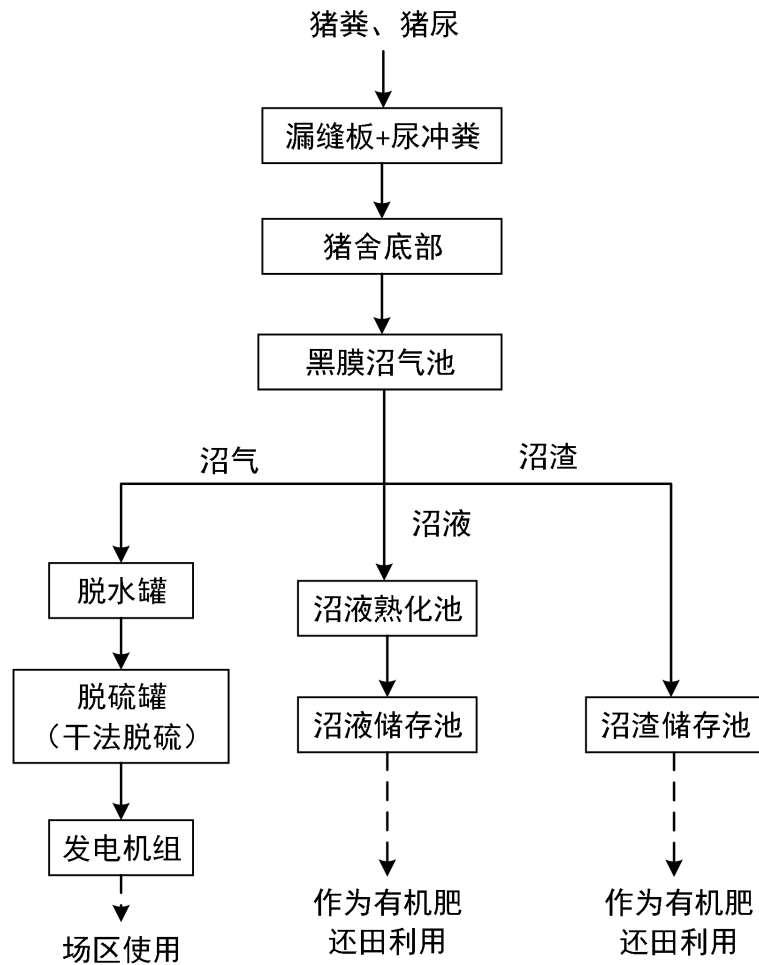 猪粪、猪尿
漏缝板+尿冲粪
猪舍底部
黑膜沼气池
沼气
沼渣
沼液
脱水罐
沼液熟化池
脱硫罐
（干法脱硫）
沼液储存池
沼渣储存池
发电机组
作为有机肥
还田利用
作为有机肥
还田利用
场区使用